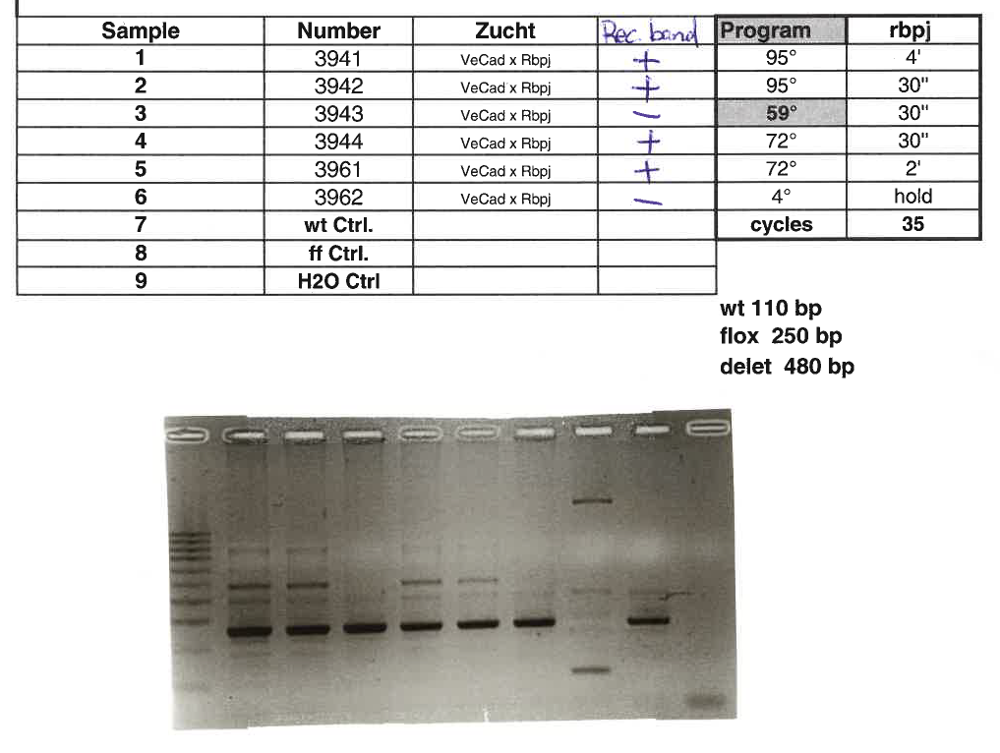 Sample Number Zucht Rec. band Program rbpj
1 3941 VeCad x Rbpj + 95° 4'
2 3942 VeCad x Rbpj + 95° 30"
3 3943 VeCad x Rbpj — 59° 30"
4 3944 VeCad x Rbpj + 72° 30"
5 3961 VeCad x Rbpj + 72° 2'
6 3962 VeCad x Rbpj — 4° hold
7 wt Ctrl. cycles 35
8 ff Ctrl.
9 H2O Ctrl
wt 110 bp
flox 250 bp
delet 480 bp